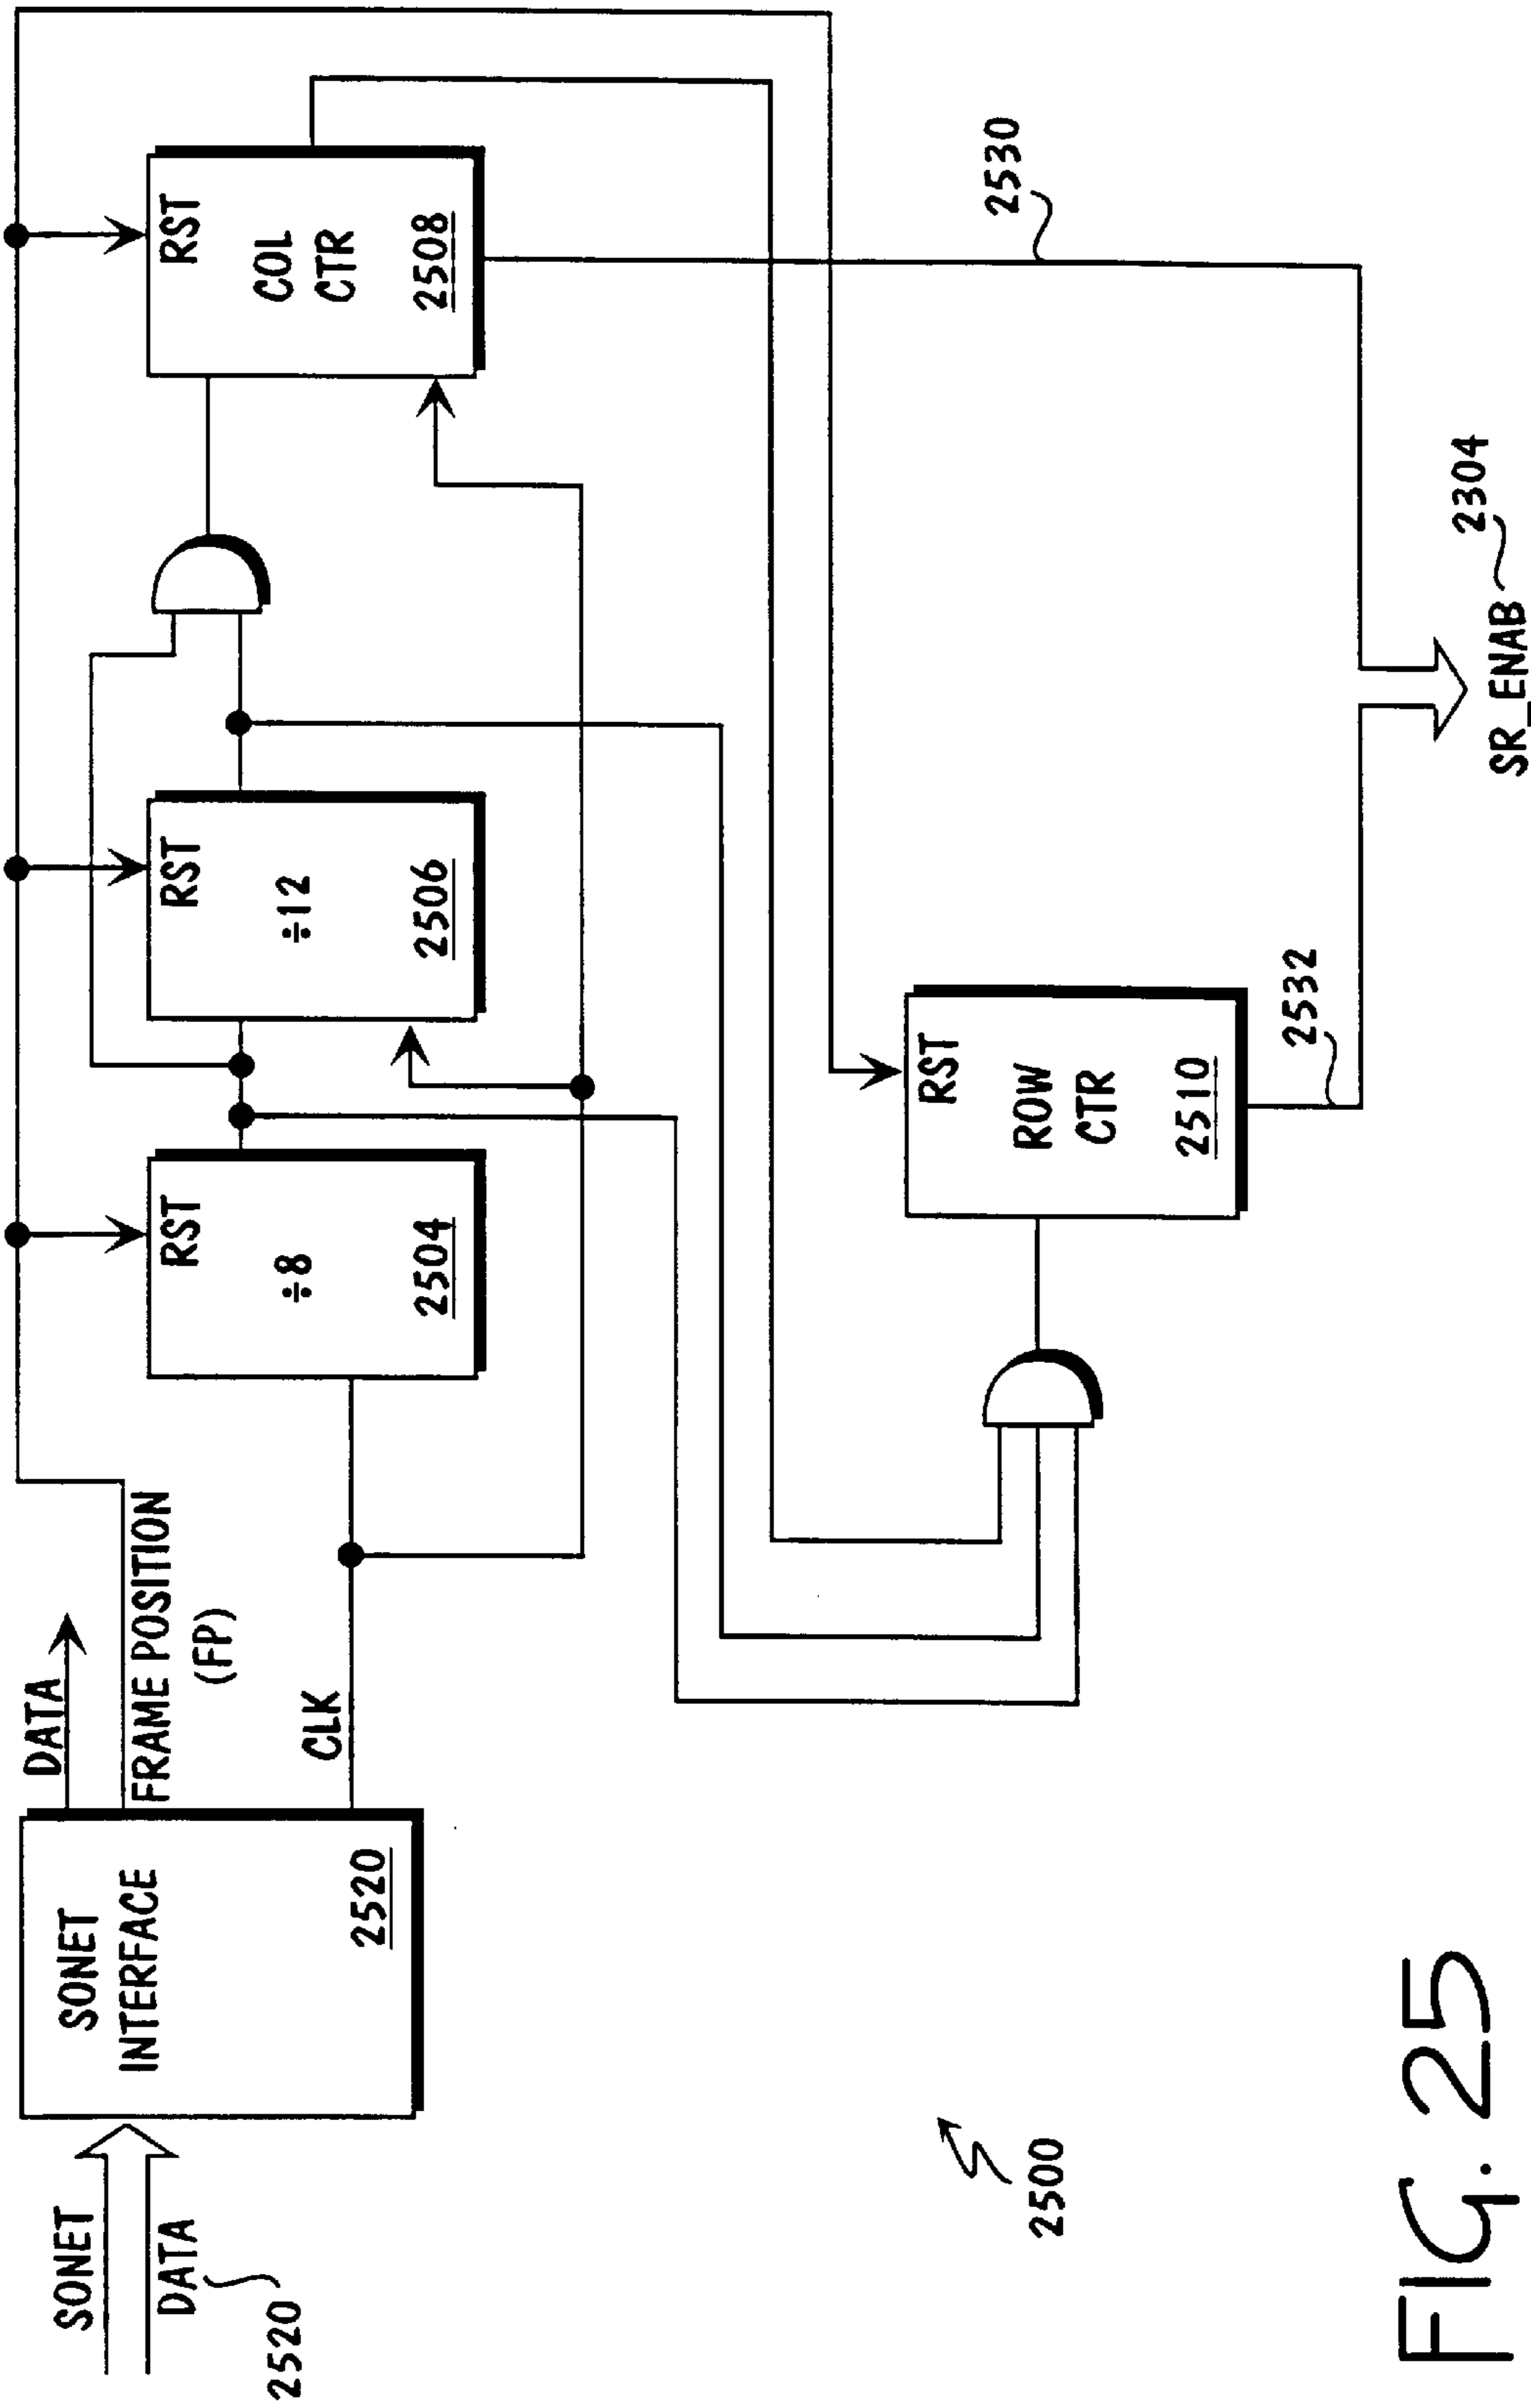 SONET
DATA
2520
SONET
INTERFACE
2520
DATA
FRAME POSITION
(FP)
CLK
RST
÷8
2504
RST
÷12
2506
RST
COL
CTR
2508
RST
ROW
CTR
2510
2530
2532
SR_ENAB
2304
2500
FIG. 25